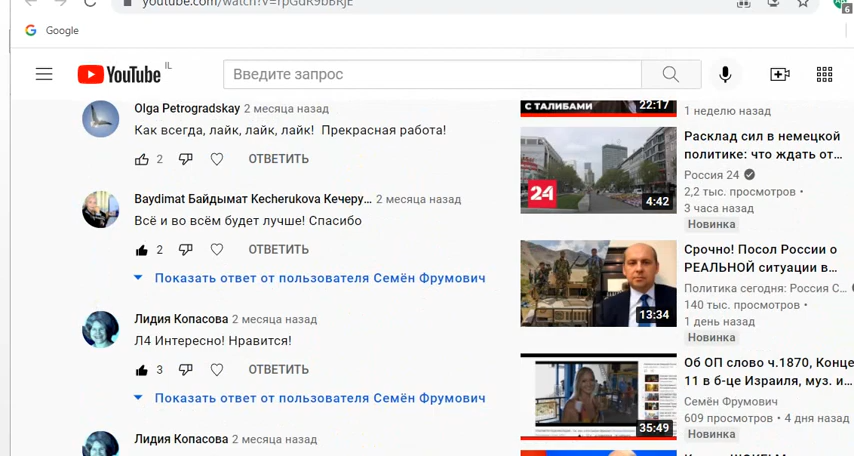 Google
YouTube IL
Введите запрос
6
Olga Petrogradskay 2 месяца назад
Как всегда, лайк, лайк, лайк! Прекрасная работа!
2 ОТВЕТИТЬ
Baydimat Байдымат Kecherukova Кечеру... 2 месяца назад
Всё и во всём будет лучше! Спасибо
2 ОТВЕТИТЬ
Показать ответ от пользователя Семён Фрумович
Лидия Копасова 2 месяца назад
Л4 Интересно! Нравится!
3 ОТВЕТИТЬ
Показать ответ от пользователя Семён Фрумович
Лидия Копасова 2 месяца назад
С ТАЛИБАМИ
22:17
1 неделю назад
24
4:42
Расклад сил в немецкой
политике: что ждать от...
Россия 24
2,2 тыс. просмотров •
3 часа назад
Новинка
13:34
Срочно! Посол России о
РЕАЛЬНОЙ ситуации в...
Политика сегодня: Россия С...
140 тыс. просмотров •
1 день назад
Новинка
35:49
Об ОП слово ч.1870, Конце
11 в б-це Израиля, муз. и...
Семён Фрумович
609 просмотров • 4 дня назад
Новинка